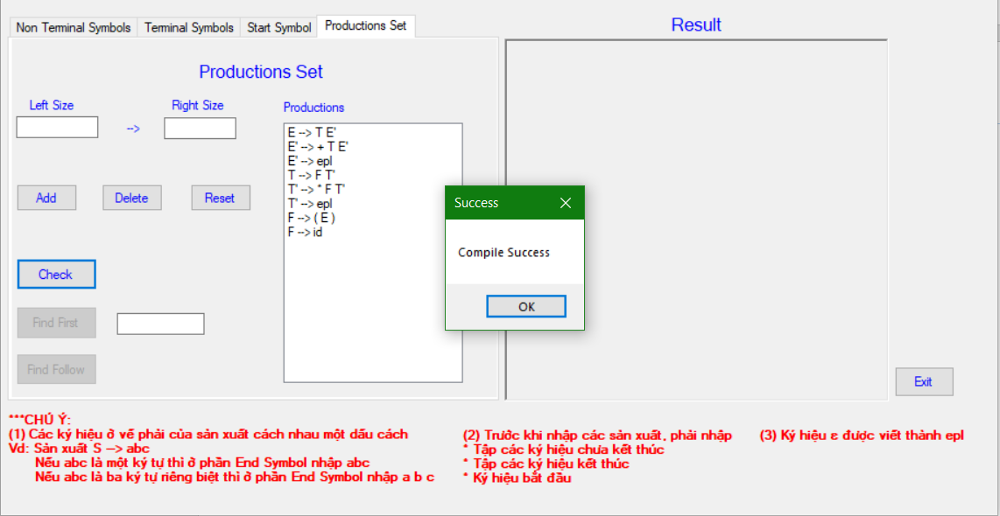 Non Terminal Symbols
Terminal Symbols
Start Symbol
Productions Set
Result
Productions Set
Left Size
Right Size
Productions
-->
E --> T E'
E' --> + T E'
E' --> epl
T --> F T'
T' --> * F T'
T' --> epl
F --> ( E )
F --> id
Add
Delete
Reset
Success
Compile Success
OK
Check
Find First
Find Follow
Exit
***CHÚ Ý:
(1) Các ký hiệu ở vế phải của sản xuất cách nhau một dấu cách
Vd: Sản xuất S --> abc
Nếu abc là một ký tự thì ở phần End Symbol nhập abc
Nếu abc là ba ký tự riêng biệt thì ở phần End Symbol nhập a b c
(2) Trước khi nhập các sản xuất, phải nhập
* Tập các ký hiệu chưa kết thúc
* Tập các ký hiệu kết thúc
* Ký hiệu bắt đầu
(3) Ký hiệu ε được viết thành epl